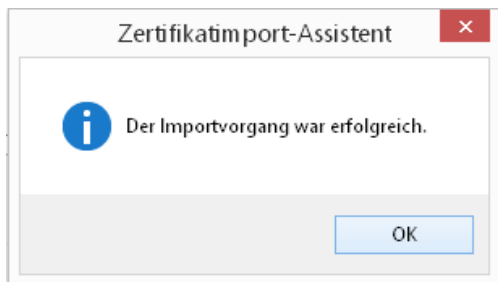 Zertifikatimport-Assistent
Der Importvorgang war erfolgreich.
OK